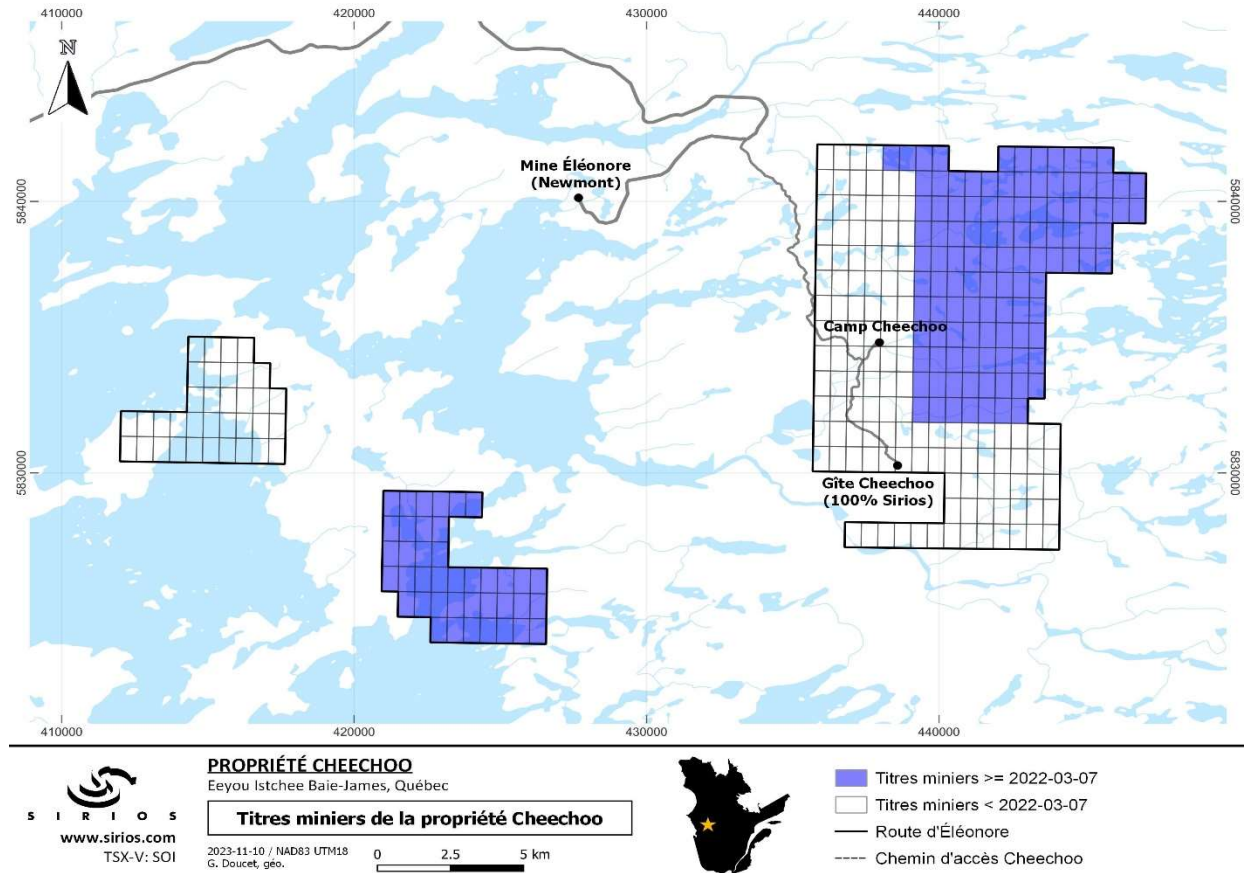 410000 420000 430000 440000
N
Mine Éléonore
(Newmont)
5840000 5840000
Camp Cheechoo
5830000 5830000
Gîte Cheechoo
(100% Sirios)
410000 420000 430000 440000
SIRIOS
www.sirios.com
TSX-V: SOI
PROPRIÉTÉ CHEECHOO
Eeyou Istchee Baie-James, Québec
Titres miniers de la propriété Cheechoo
2023-11-10 / NAD83 UTM18
G. Doucet, géo.
0 2.5 5 km
Titres miniers >= 2022-03-07
Titres miniers < 2022-03-07
Route d'Éléonore
Chemin d'accès Cheechoo